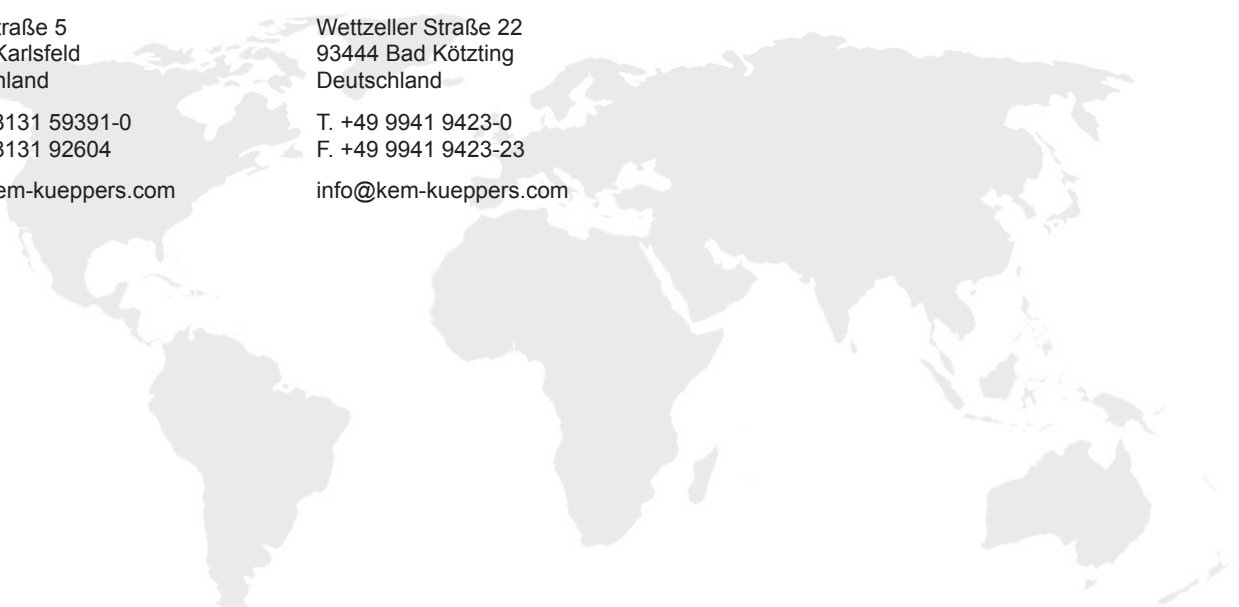 traße 5
Karlsfeld
hland
8131 59391-0
8131 92604
em-kueppers.com
Wettzeller Straße 22
93444 Bad Kötzting
Deutschland
T. +49 9941 9423-0
F. +49 9941 9423-23
info@kem-kueppers.com